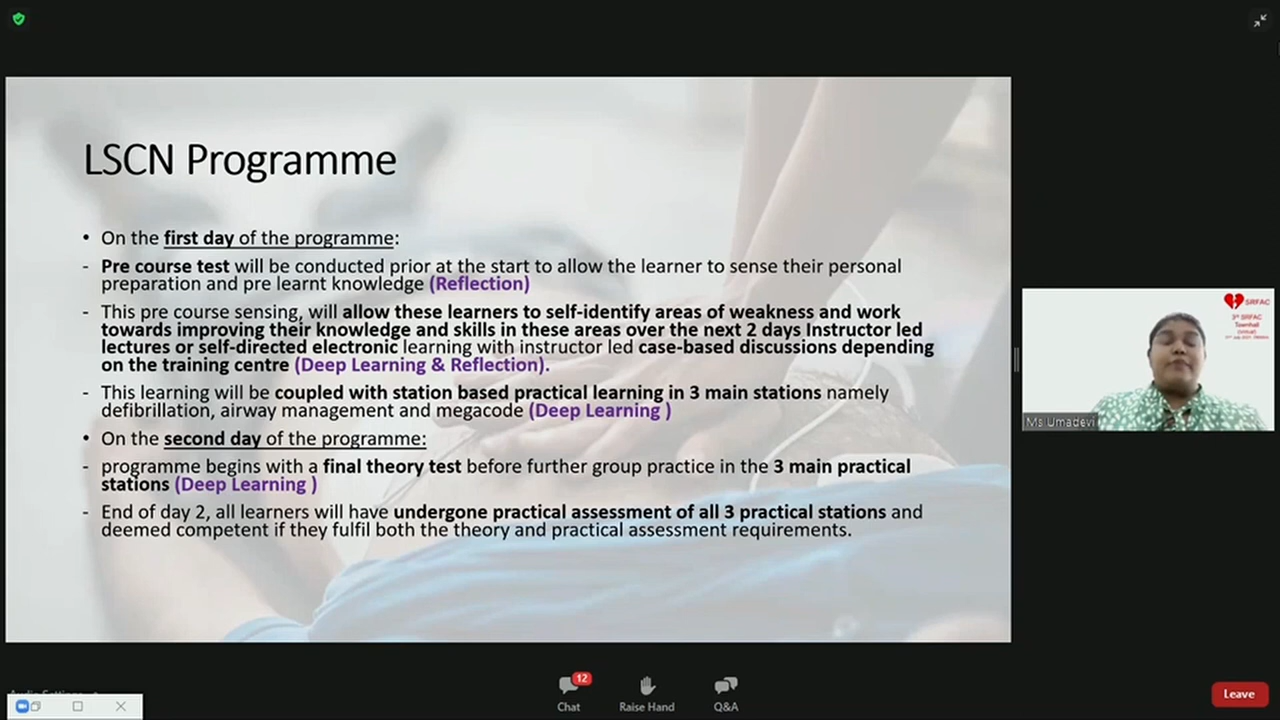 LSCN Programme
• On the first day of the programme:
- Pre course test will be conducted prior at the start to allow the learner to sense their personal
preparation and pre learnt knowledge (Reflection)
- This pre course sensing, will allow these learners to self-identify areas of weakness and work
towards improving their knowledge and skills in these areas over the next 2 days Instructor led
lectures or self-directed electronic learning with instructor led case-based discussions depending
on the training centre (Deep Learning & Reflection).
- This learning will be coupled with station based practical learning in 3 main stations namely
defibrillation, airway management and megacode (Deep Learning )
• On the second day of the programme:
- programme begins with a final theory test before further group practice in the 3 main practical
stations (Deep Learning )
- End of day 2, all learners will have undergone practical assessment of all 3 practical stations and
deemed competent if they fulfil both the theory and practical assessment requirements.
SRFAC
3rd SRFAC
Townhall
(virtual)
Ms Umadevi
12
Chat
Raise Hand
Q&A
Leave